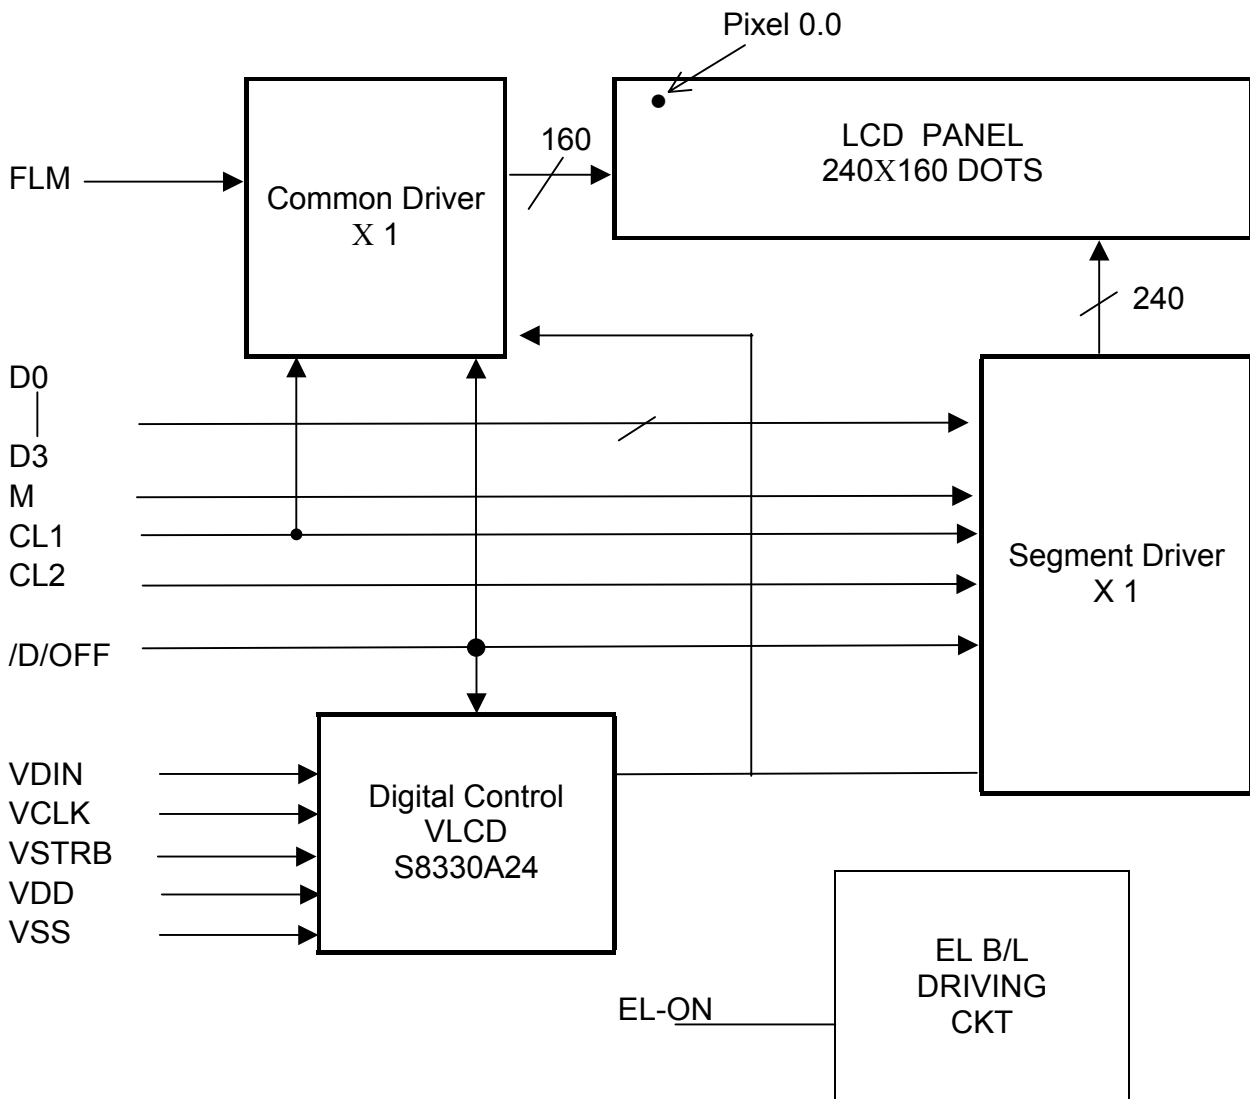 Pixel 0.0
LCD PANEL
240X160 DOTS
160
FLM
Common Driver
X 1
240
D0
D3
M
CL1
CL2
/D/OFF
Segment Driver
X 1
VDIN
VCLK
VSTRB
VDD
VSS
Digital Control
VLCD
S8330A24
EL-ON
EL B/L
DRIVING
CKT